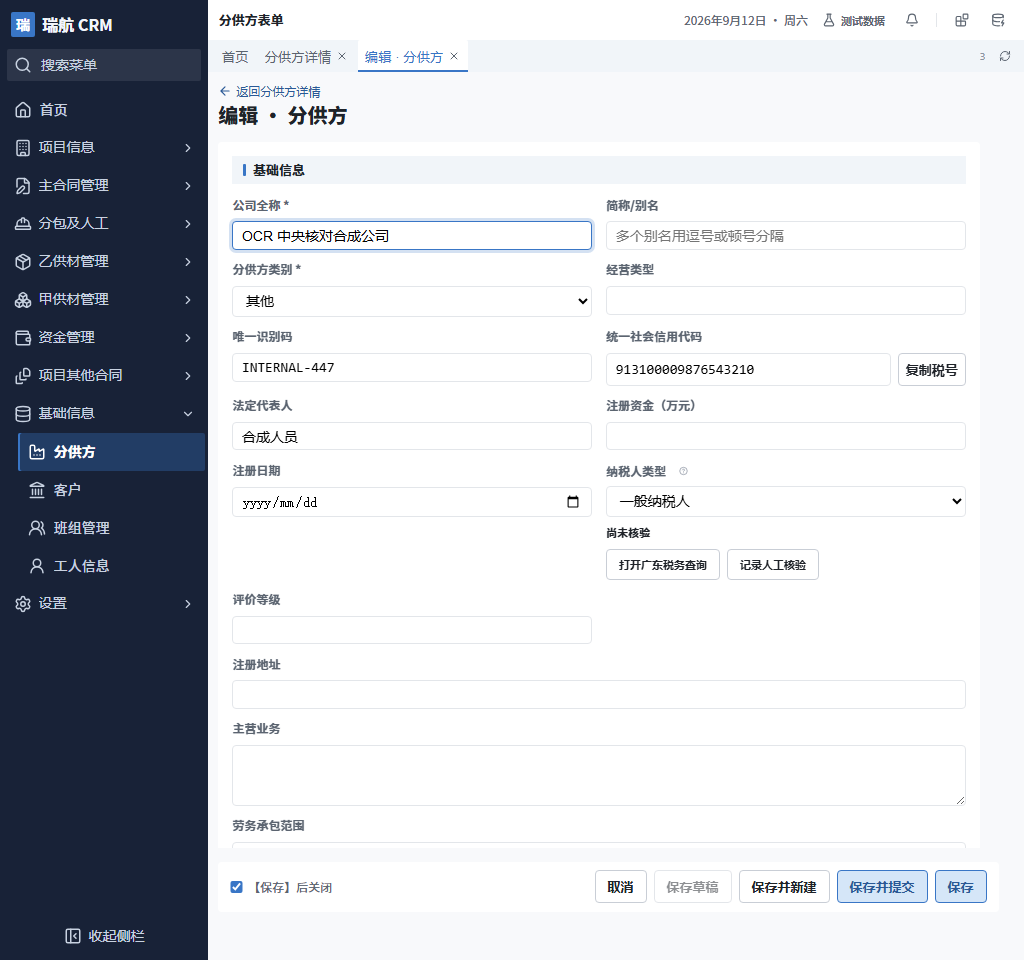 瑞 瑞航 CRM
搜索菜单
首页
项目信息
主合同管理
分包及人工
乙供材管理
甲供材管理
资金管理
项目其他合同
基础信息
分供方
客户
班组管理
工人信息
设置
收起侧栏
分供方表单
2026年9月12日 · 周六 测试数据
首页 分供方详情 × 编辑 · 分供方 × 3
← 返回分供方详情
编辑 · 分供方
基础信息
公司全称 * 简称/别名
OCR 中央核对合成公司 多个别名用逗号或顿号分隔
分供方类别 * 经营类型
其他
唯一识别码 统一社会信用代码
INTERNAL-447 913100009876543210 复制税号
法定代表人 注册资金（万元）
合成人员
注册日期 纳税人类型
yyyy/mm/dd 一般纳税人
尚未核验
打开广东税务查询 记录人工核验
评价等级
注册地址
主营业务
劳务承包范围
【保存】后关闭 取消 保存草稿 保存并新建 保存并提交 保存